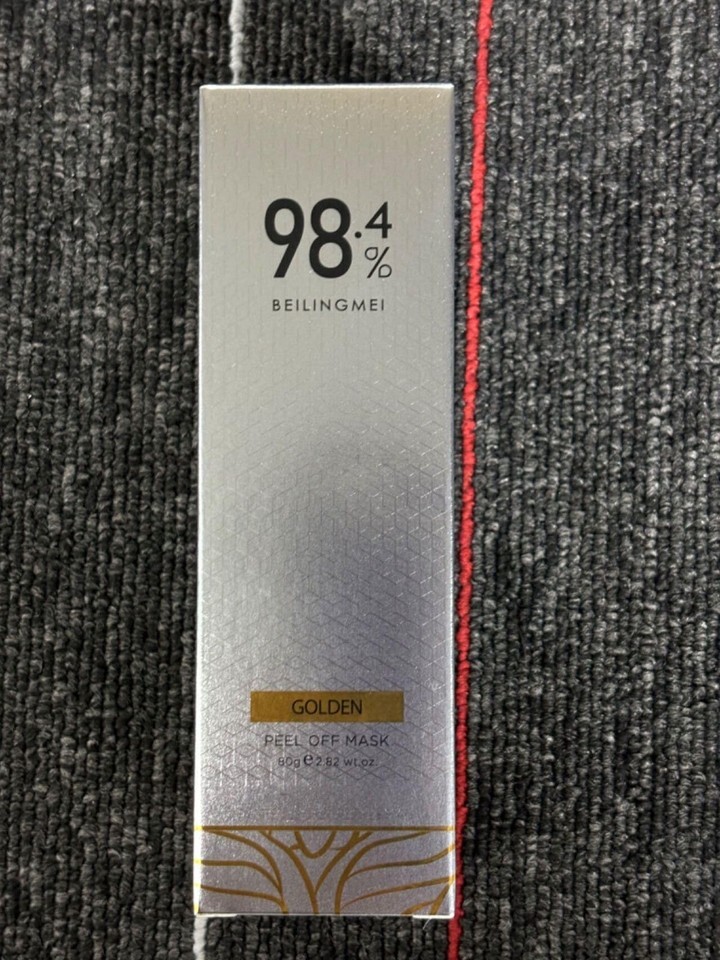 98.4%
BEILINGMEI
GOLDEN
PEEL OFF MASK
80g e 2.82 wt.oz.